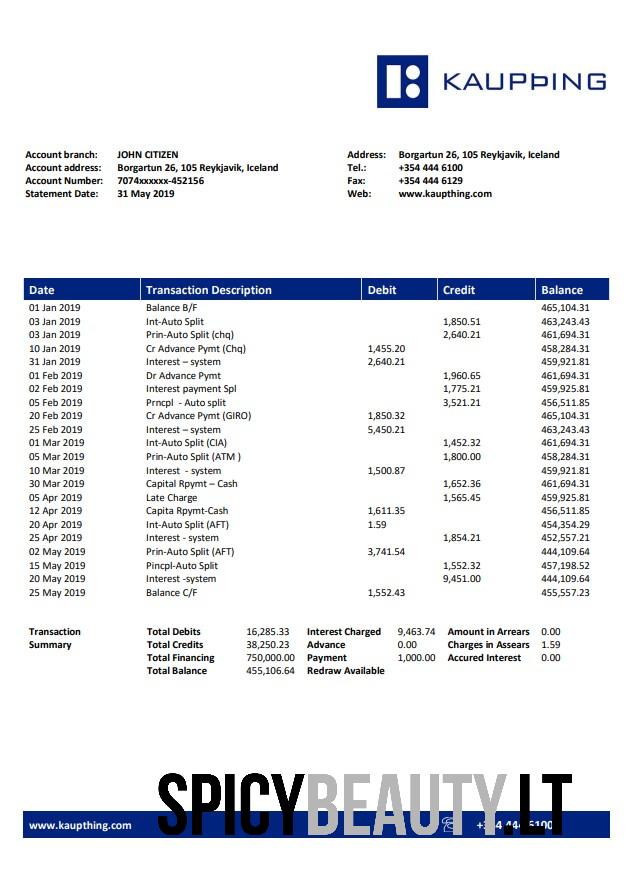 KAUPÞING
Account branch: JOHN CITIZEN
Account address: Borgartun 26, 105 Reykjavik, Iceland
Account Number: 7074xxxxxx-452156
Statement Date: 31 May 2019
Address: Borgartun 26, 105 Reykjavik, Iceland
Tel.: +354 444 6100
Fax: +354 444 6129
Web: www.kaupthing.com
Date Transaction Description Debit Credit Balance
01 Jan 2019 Balance B/F 465,104.31
03 Jan 2019 Int-Auto Split 1,850.51 463,243.43
03 Jan 2019 Prin-Auto Split (chq) 2,640.21 461,694.31
10 Jan 2019 Cr Advance Pymt (Chq) 1,455.20 458,284.31
31 Jan 2019 Interest – system 2,640.21 459,921.81
01 Feb 2019 Dr Advance Pymt 1,960.65 461,694.31
02 Feb 2019 Interest payment Spl 1,775.21 459,925.81
05 Feb 2019 Prncpl - Auto split 3,521.21 456,511.85
20 Feb 2019 Cr Advance Pymt (GIRO) 1,850.32 465,104.31
25 Feb 2019 Interest – system 5,450.21 463,243.43
01 Mar 2019 Int-Auto Split (CIA) 1,452.32 461,694.31
05 Mar 2019 Prin-Auto Split (ATM ) 1,800.00 458,284.31
10 Mar 2019 Interest - system 1,500.87 459,921.81
30 Mar 2019 Capital Rpymt – Cash 1,652.36 461,694.31
05 Apr 2019 Late Charge 1,565.45 459,925.81
12 Apr 2019 Capita Rpymt-Cash 1,611.35 456,511.85
20 Apr 2019 Int-Auto Split (AFT) 1.59 454,354.29
25 Apr 2019 Interest - system 1,854.21 452,557.21
02 May 2019 Prin-Auto Split (AFT) 3,741.54 444,109.64
15 May 2019 Pincpl-Auto Split 1,552.32 457,198.52
20 May 2019 Interest -system 9,451.00 444,109.64
25 May 2019 Balance C/F 1,552.43 455,557.23
Transaction Total Debits 16,285.33 Interest Charged 9,463.74 Amount in Arrears 0.00
Summary Total Credits 38,250.23 Advance 0.00 Charges in Assears 1.59
Total Financing 750,000.00 Payment 1,000.00 Accured Interest 0.00
Total Balance 455,106.64 Redraw Available
SPICYBEAUTY.LT
www.kaupthing.com +354 444 6100